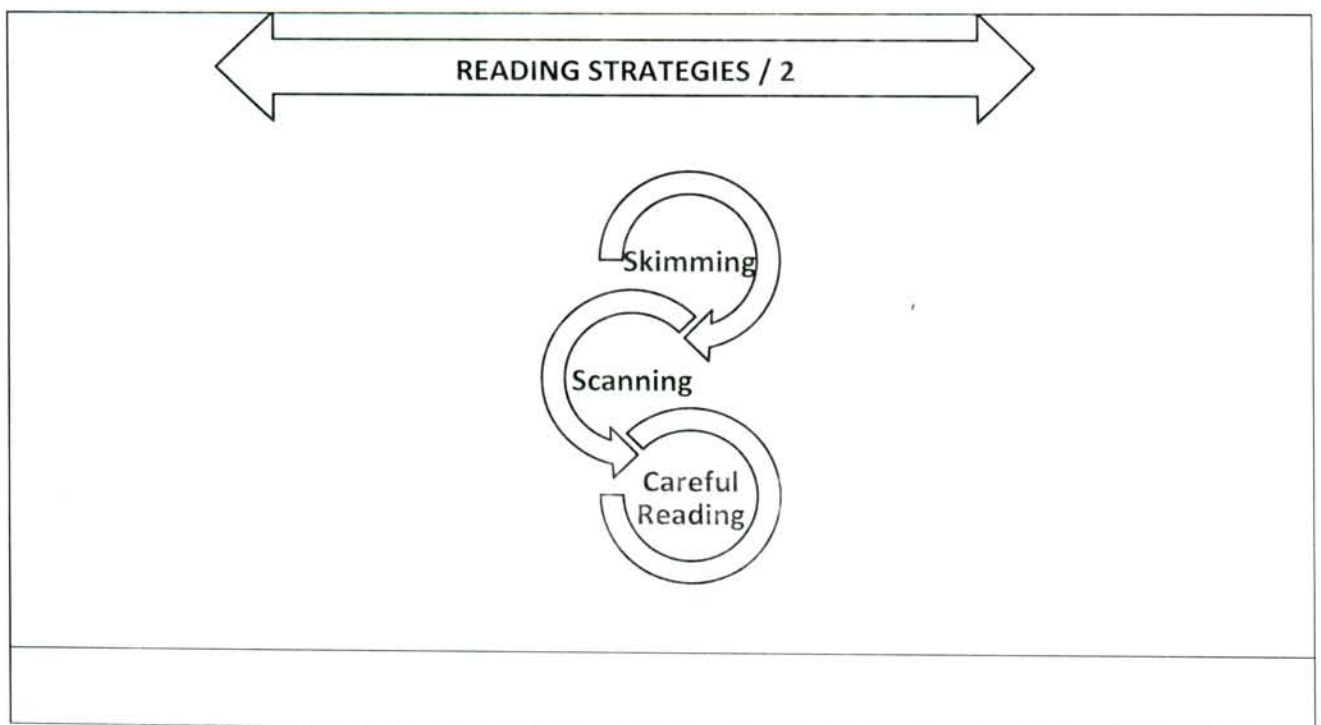 READING STRATEGIES / 2
Skimming
Scanning
Careful
Reading